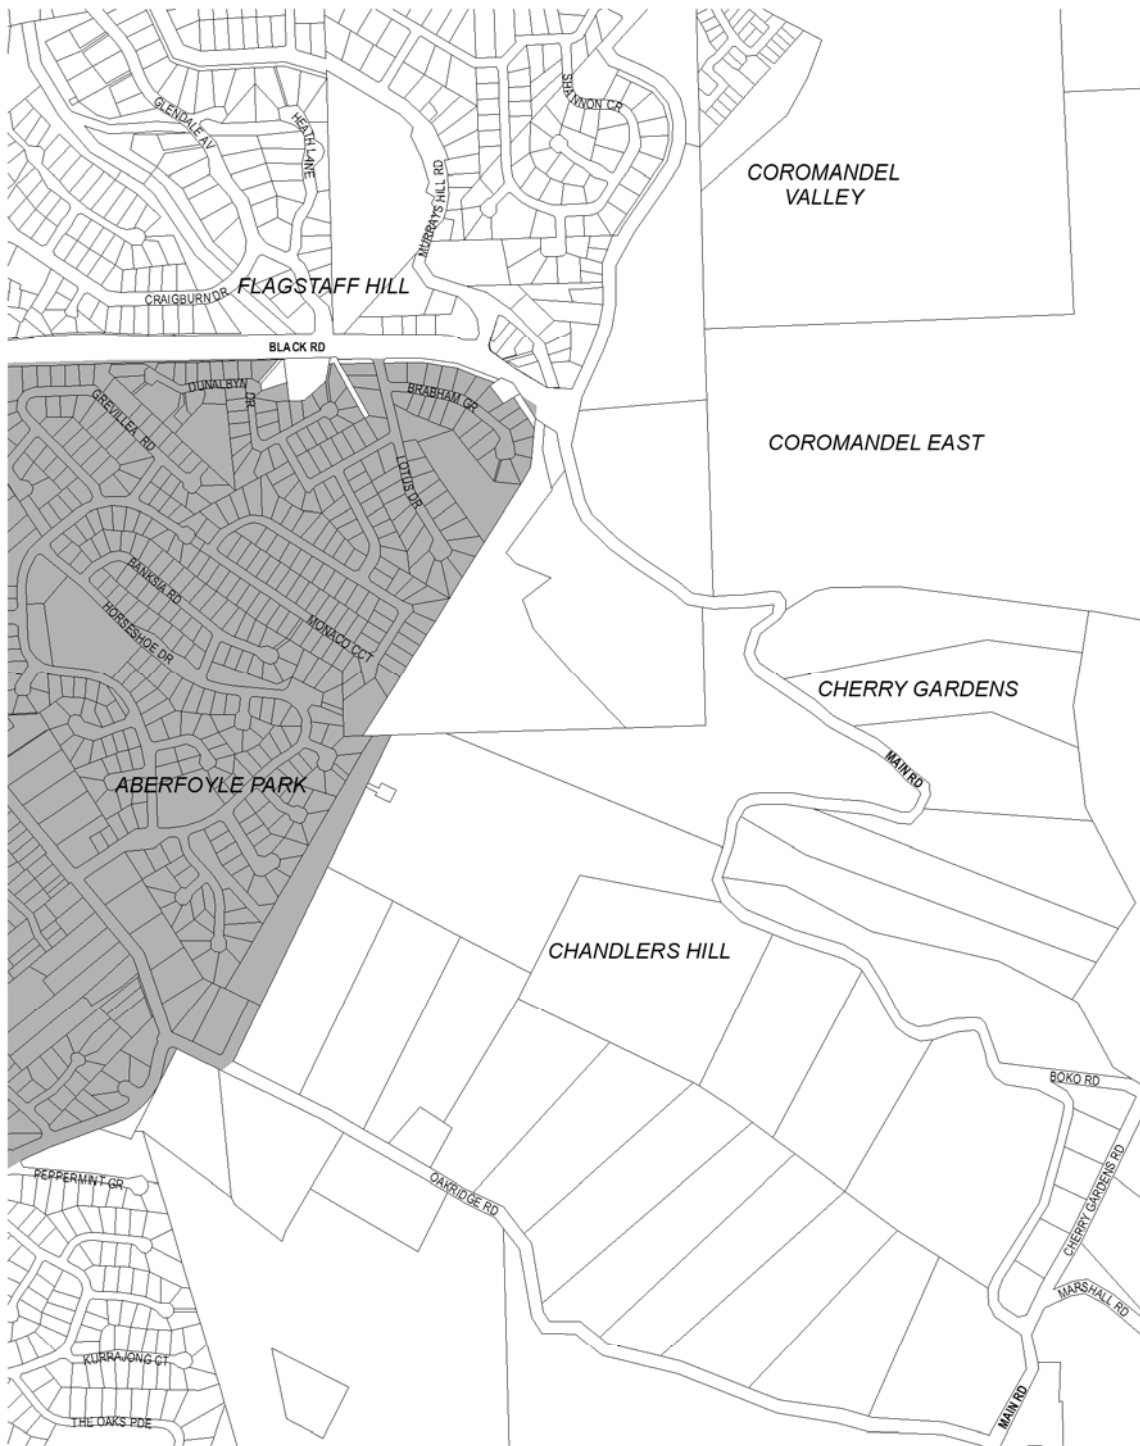 SHANNON CR
GLENDALE AV
HEATH LANE
MURRAYS HILL RD
COROMANDEL
VALLEY
FLAGSTAFF HILL
CRAIGBURN DR
BLACK RD
DUNALBYN
DR
BRABHAM GR
GREVILLEA RD
COROMANDEL EAST
LOTUS DR
BANKSIA RD
HORSESHOE DR
MONACO CCT
CHERRY GARDENS
MAIN RD
ABERFOYLE PARK
CHANDLERS HILL
BOKO RD
PEPPERMINT GR
OAKRIDGE RD
CHERRY GARDENS RD
MARSHALL RD
KURRAJONG CT
MAIN RD
THE OAKS PDE